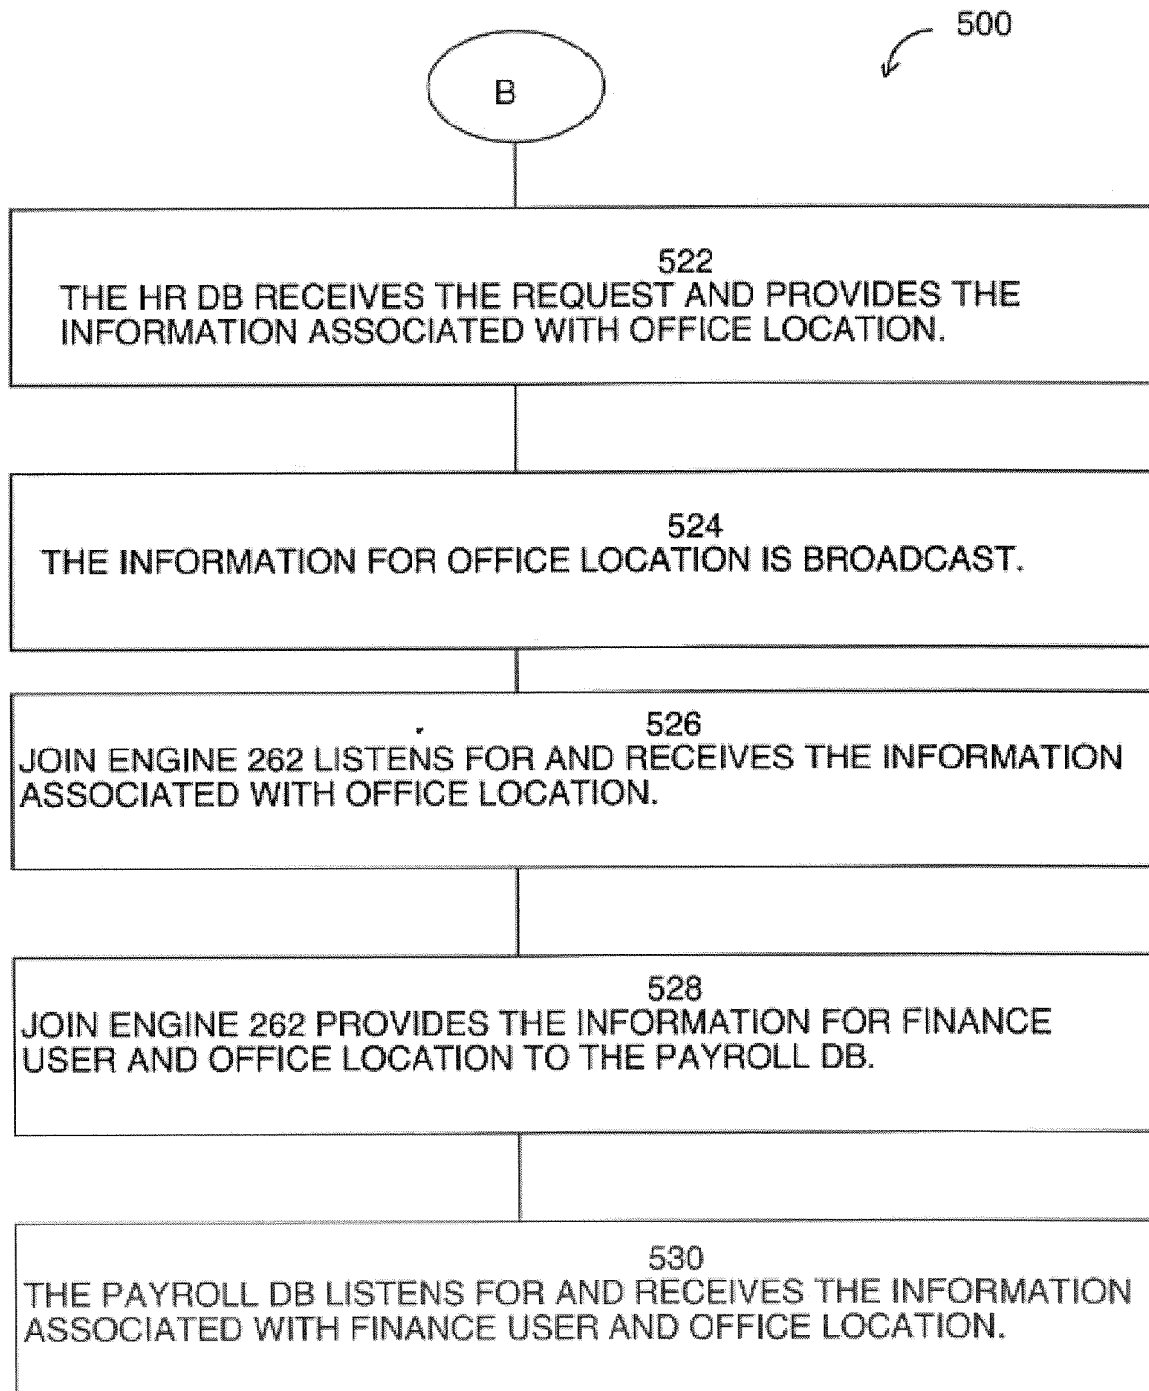 500
B
522
THE HR DB RECEIVES THE REQUEST AND PROVIDES THE
INFORMATION ASSOCIATED WITH OFFICE LOCATION.
524
THE INFORMATION FOR OFFICE LOCATION IS BROADCAST.
526
JOIN ENGINE 262 LISTENS FOR AND RECEIVES THE INFORMATION
ASSOCIATED WITH OFFICE LOCATION.
528
JOIN ENGINE 262 PROVIDES THE INFORMATION FOR FINANCE
USER AND OFFICE LOCATION TO THE PAYROLL DB.
530
THE PAYROLL DB LISTENS FOR AND RECEIVES THE INFORMATION
ASSOCIATED WITH FINANCE USER AND OFFICE LOCATION.